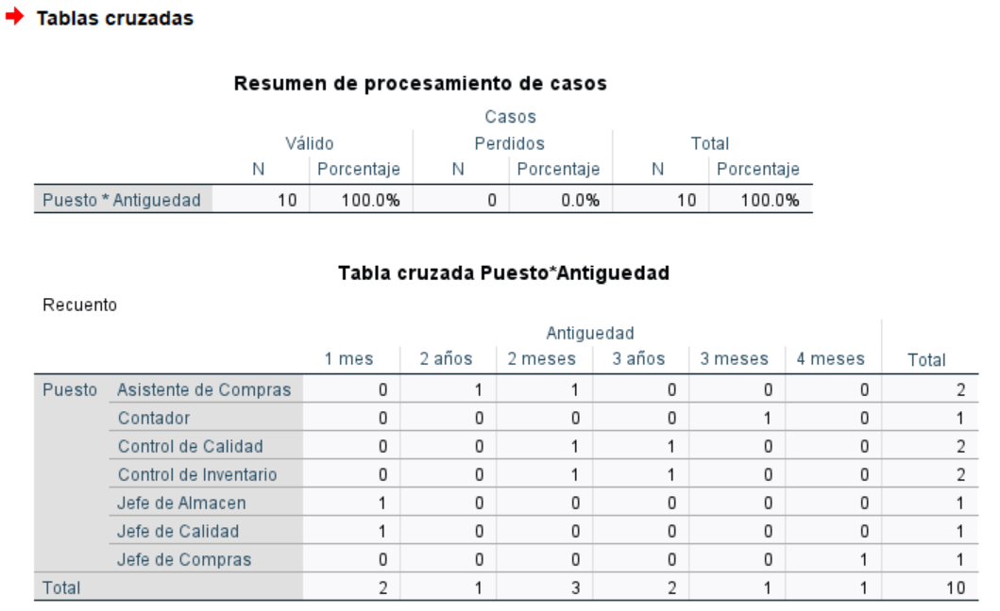 Tablas cruzadas
Resumen de procesamiento de casos
Casos
Válido Perdidos Total
N Porcentaje N Porcentaje N Porcentaje
Puesto * Antiguedad 10 100.0% 0 0.0% 10 100.0%
Tabla cruzada Puesto*Antiguedad
Recuento
Antiguedad
1 mes 2 años 2 meses 3 años 3 meses 4 meses Total
Puesto Asistente de Compras 0 1 1 0 0 0 2
Contador 0 0 0 0 1 0 1
Control de Calidad 0 0 1 1 0 0 2
Control de Inventario 0 0 1 1 0 0 2
Jefe de Almacen 1 0 0 0 0 0 1
Jefe de Calidad 1 0 0 0 0 0 1
Jefe de Compras 0 0 0 0 0 1 1
Total 2 1 3 2 1 1 10